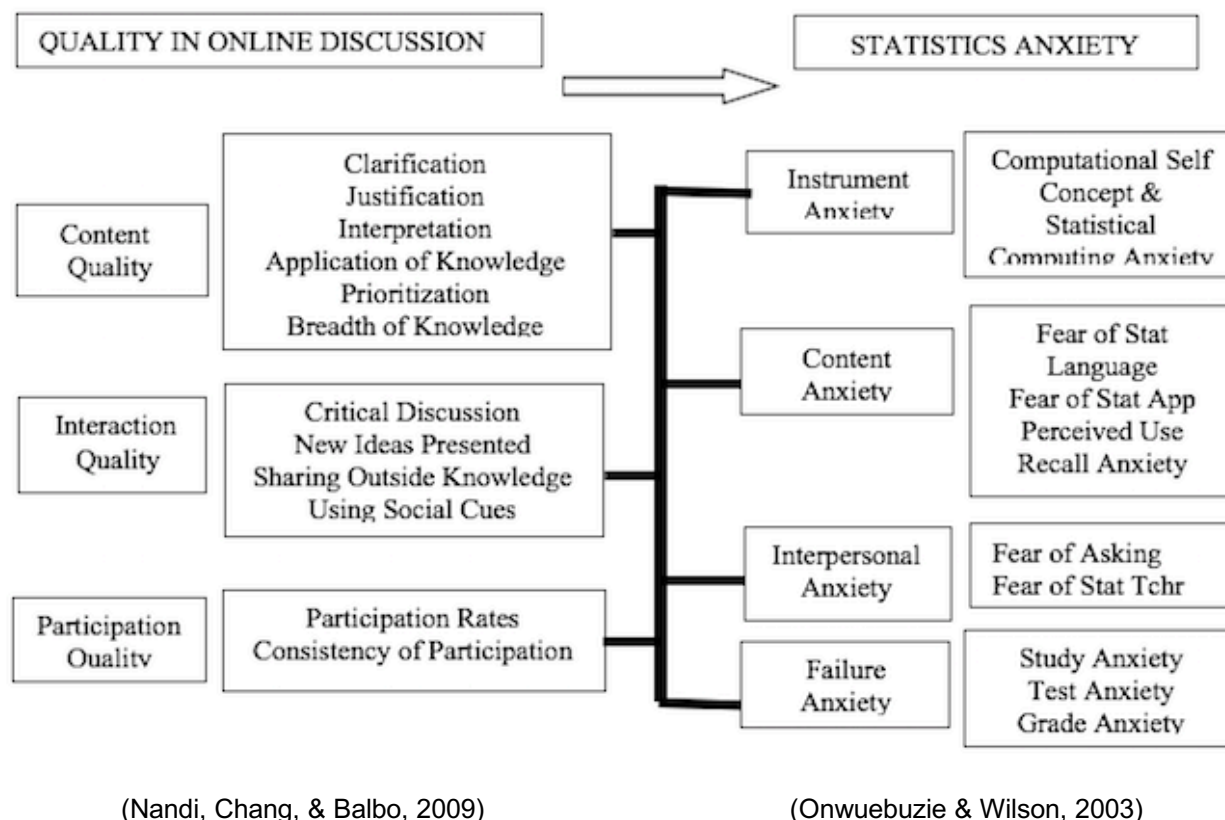 QUALITY IN ONLINE DISCUSSION
STATISTICS ANXIETY
Content
Quality
Clarification
Justification
Interpretation
Application of Knowledge
Prioritization
Breadth of Knowledge
Interaction
Quality
Critical Discussion
New Ideas Presented
Sharing Outside Knowledge
Using Social Cues
Participation
Quality
Participation Rates
Consistency of Participation
Instrument
Anxiety
Computational Self
Concept &
Statistical
Computing Anxiety
Content
Anxiety
Fear of Stat
Language
Fear of Stat App
Perceived Use
Recall Anxiety
Interpersonal
Anxiety
Fear of Asking
Fear of Stat Tchr
Failure
Anxiety
Study Anxiety
Test Anxiety
Grade Anxiety
(Nandi, Chang, & Balbo, 2009)
(Onwuebuzie & Wilson, 2003)